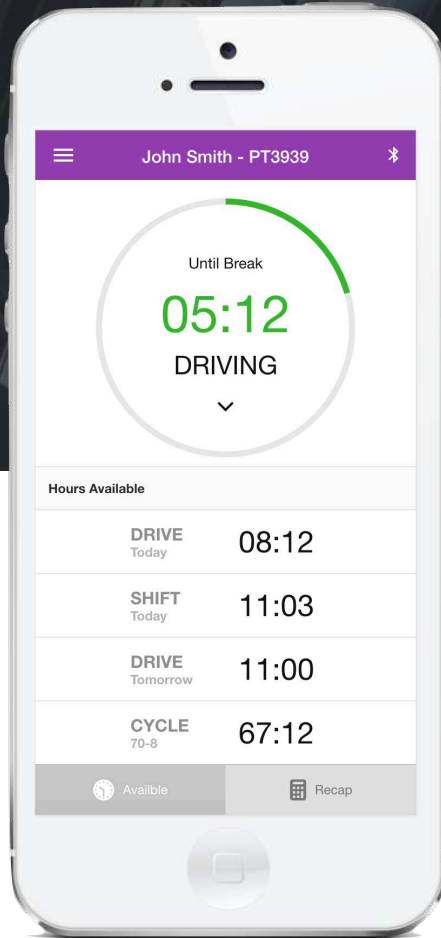 John Smith - PT3939
Until Break
05:12
DRIVING
Hours Available
DRIVE 08:12
Today
SHIFT 11:03
Today
DRIVE 11:00
Tomorrow
CYCLE 67:12
70-8
Availble
Recap